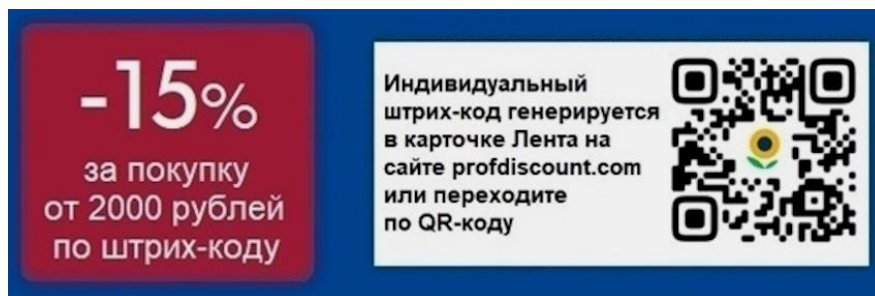 -15%
за покупку
от 2000 рублей
по штрих-коду
Индивидуальный
штрих-код генерируется
в карточке Лента на
сайте profdiscount.com
или переходите
по QR-коду